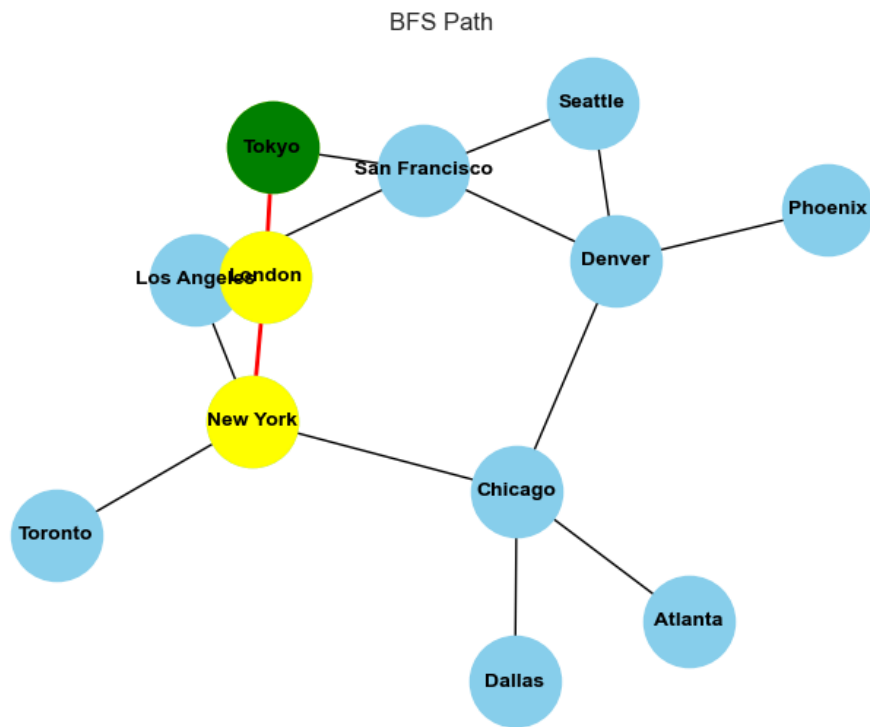 BFS Path
Seattle
Tokyo
San Francisco
Phoenix
Denver
Los Angeles
London
New York
Chicago
Toronto
Atlanta
Dallas